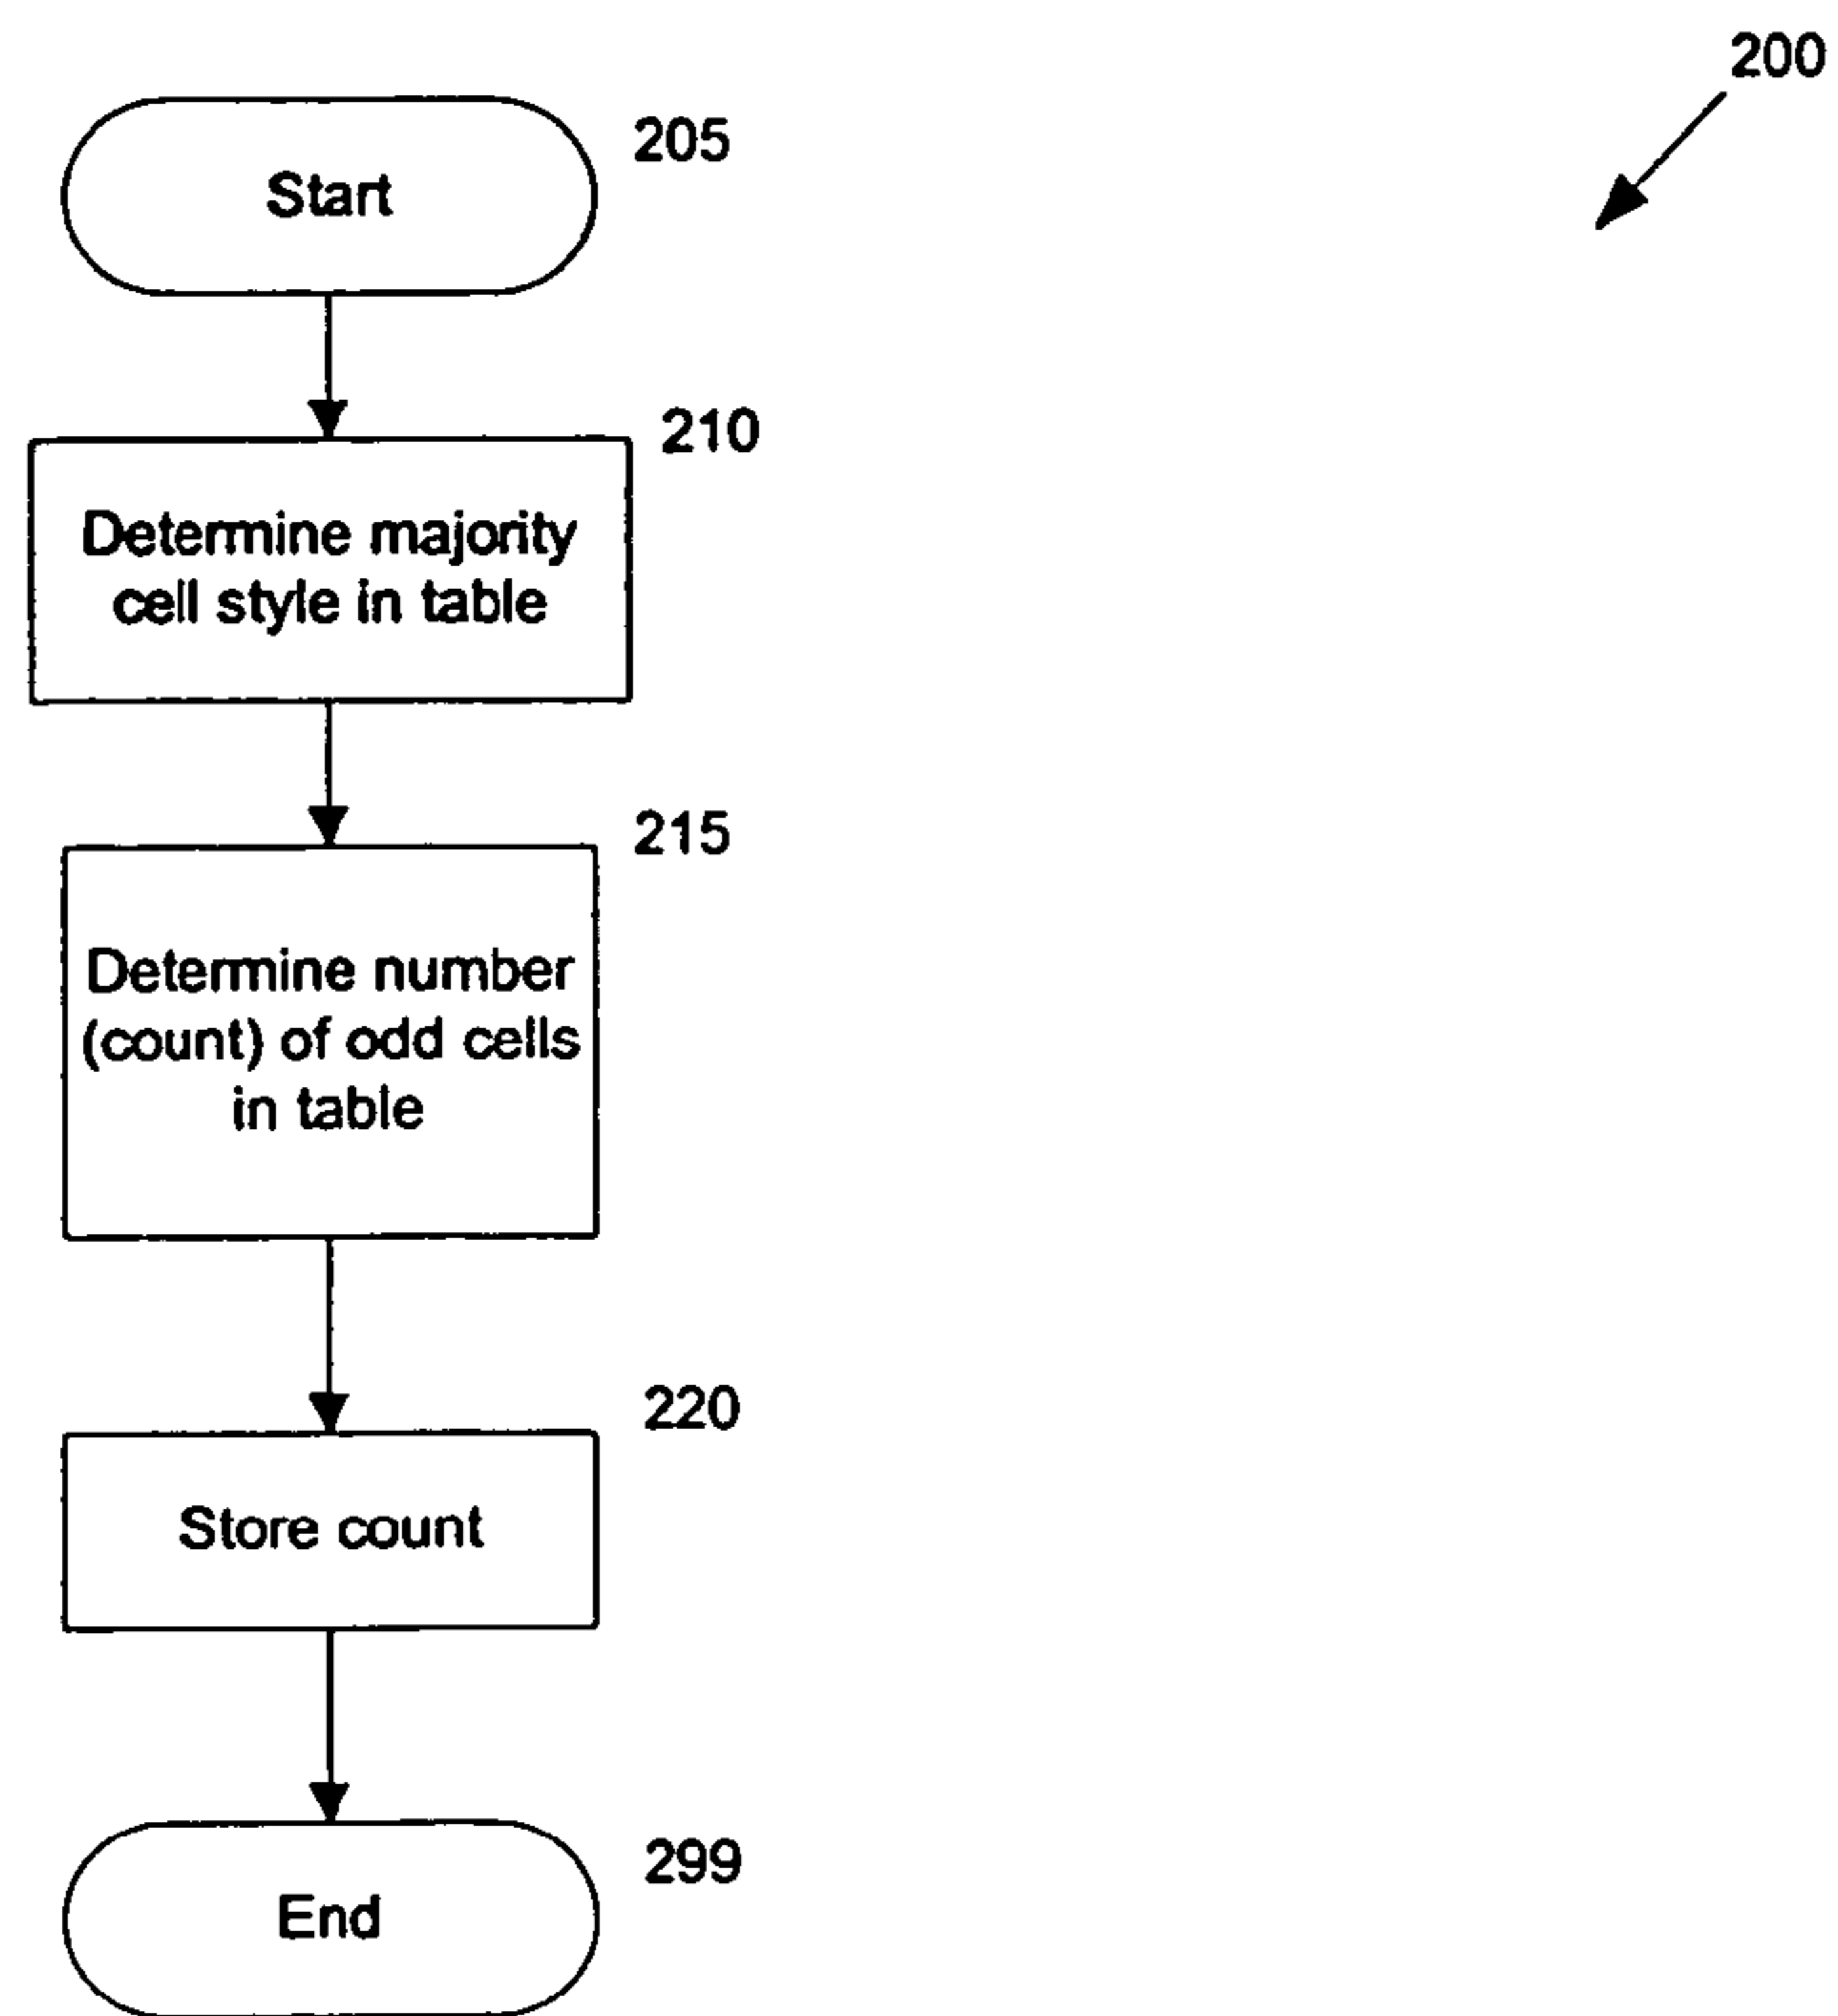 200
205
Start
210
Determine majority
cell style in table
215
Determine number
(count) of odd cells
in table
220
Store count
299
End